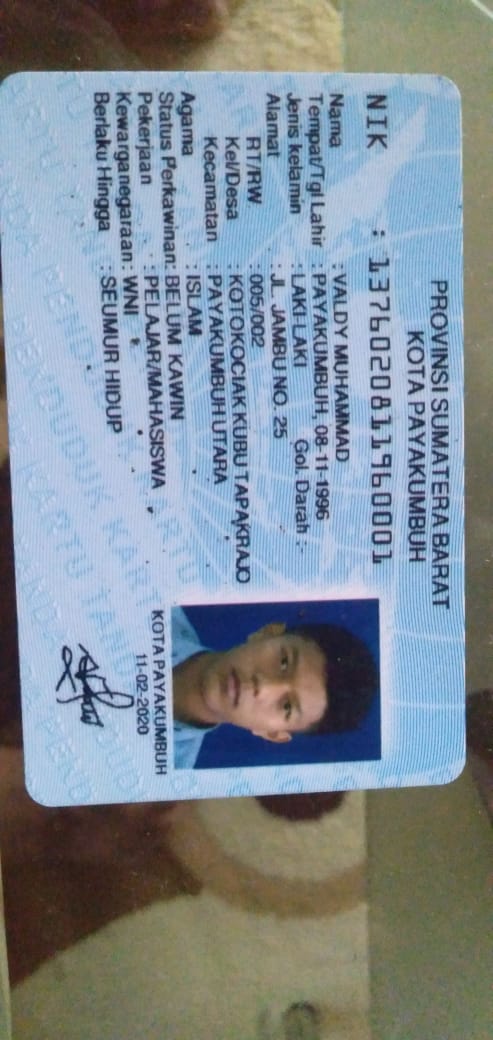 PROVINSI SUMATERA BARAT
KOTA PAYAKUMBUH
NIK : 1376020811960001
Nama : VALDY MUHAMMAD
Tempat/Tgl Lahir : PAYAKUMBUH, 08-11-1996
Jenis kelamin : LAKI-LAKI Gol. Darah : -
Alamat : JL. JAMBU NO. 25
RT/RW : 005/002
Kel/Desa : KOTOKOCIAK KUBU TAPAKRAJO
Kecamatan : PAYAKUMBUH UTARA
Agama : ISLAM
Status Perkawinan: BELUM KAWIN
Pekerjaan : PELAJAR/MAHASISWA
Kewarganegaraan: WNI
Berlaku Hingga : SEUMUR HIDUP
KOTA PAYAKUMBUH
11-02-2020